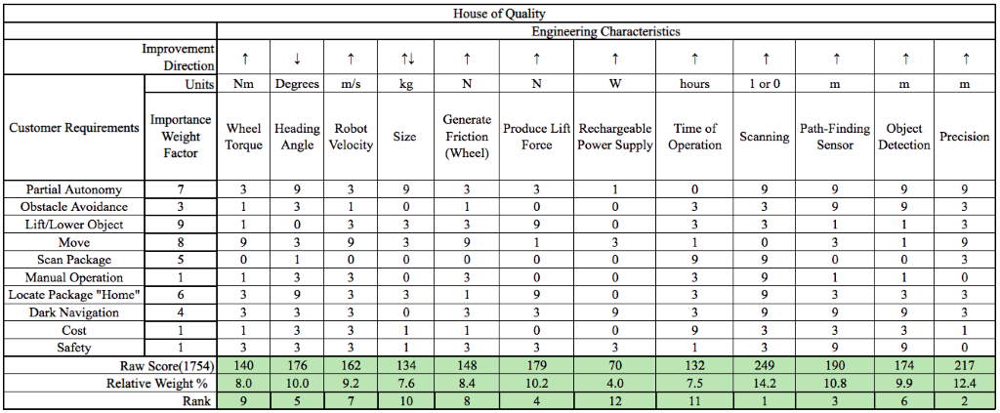 House of Quality
Engineering Characteristics
Improvement Direction ↑ ↓ ↑ ↑↓ ↑ ↑ ↑ ↑ ↑ ↑ ↑ ↑
Units Nm Degrees m/s kg N N W hours 1 or 0 m m m
Customer Requirements Importance Weight Factor Wheel Torque Heading Angle Robot Velocity Size Generate Friction (Wheel) Produce Lift Force Rechargeable Power Supply Time of Operation Scanning Path-Finding Sensor Object Detection Precision
Partial Autonomy 7 3 9 3 9 3 3 1 0 9 9 9 9
Obstacle Avoidance 3 1 3 1 0 1 0 0 3 3 9 9 3
Lift/Lower Object 9 1 0 3 3 3 9 0 3 3 1 1 3
Move 8 9 3 9 3 9 1 3 1 0 3 1 9
Scan Package 5 0 1 0 0 0 0 0 9 9 0 0 3
Manual Operation 1 1 3 3 0 3 0 0 3 9 1 1 0
Locate Package "Home" 6 3 9 3 3 1 9 0 3 9 3 3 3
Dark Navigation 4 3 3 3 0 3 3 9 3 9 9 9 3
Cost 1 1 3 3 1 1 0 0 9 3 3 3 1
Safety 1 3 3 3 1 3 3 3 1 3 9 9 0
Raw Score(1754) 140 176 162 134 148 179 70 132 249 190 174 217
Relative Weight % 8.0 10.0 9.2 7.6 8.4 10.2 4.0 7.5 14.2 10.8 9.9 12.4
Rank 9 5 7 10 8 4 12 11 1 3 6 2